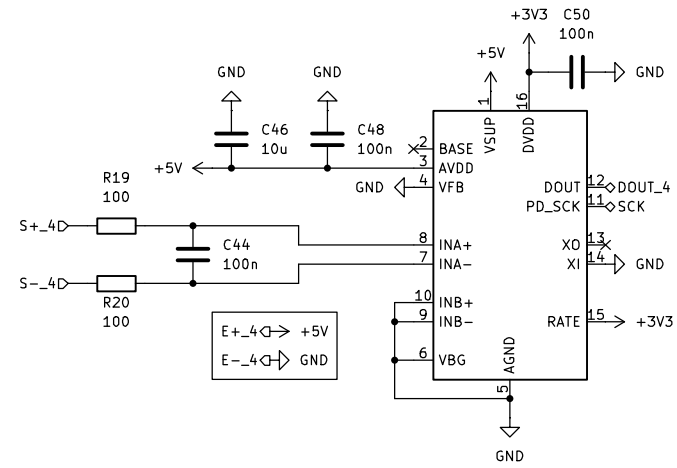 +3V3
C50
100n
GND
+5V
GND
GND
1
16
VSUP
DVDD
C46
10u
C48
100n
2
BASE
+5V
3
AVDD
GND
4
VFB
DOUT
12
DOUT_4
PD_SCK
11
SCK
R19
100
S+_4
C44
100n
8
INA+
7
INA-
XO
13
XI
14
GND
S-_4
R20
100
10
INB+
9
INB-
RATE
15
+3V3
E+_4
+5V
E-_4
GND
6
VBG
AGND
5
GND